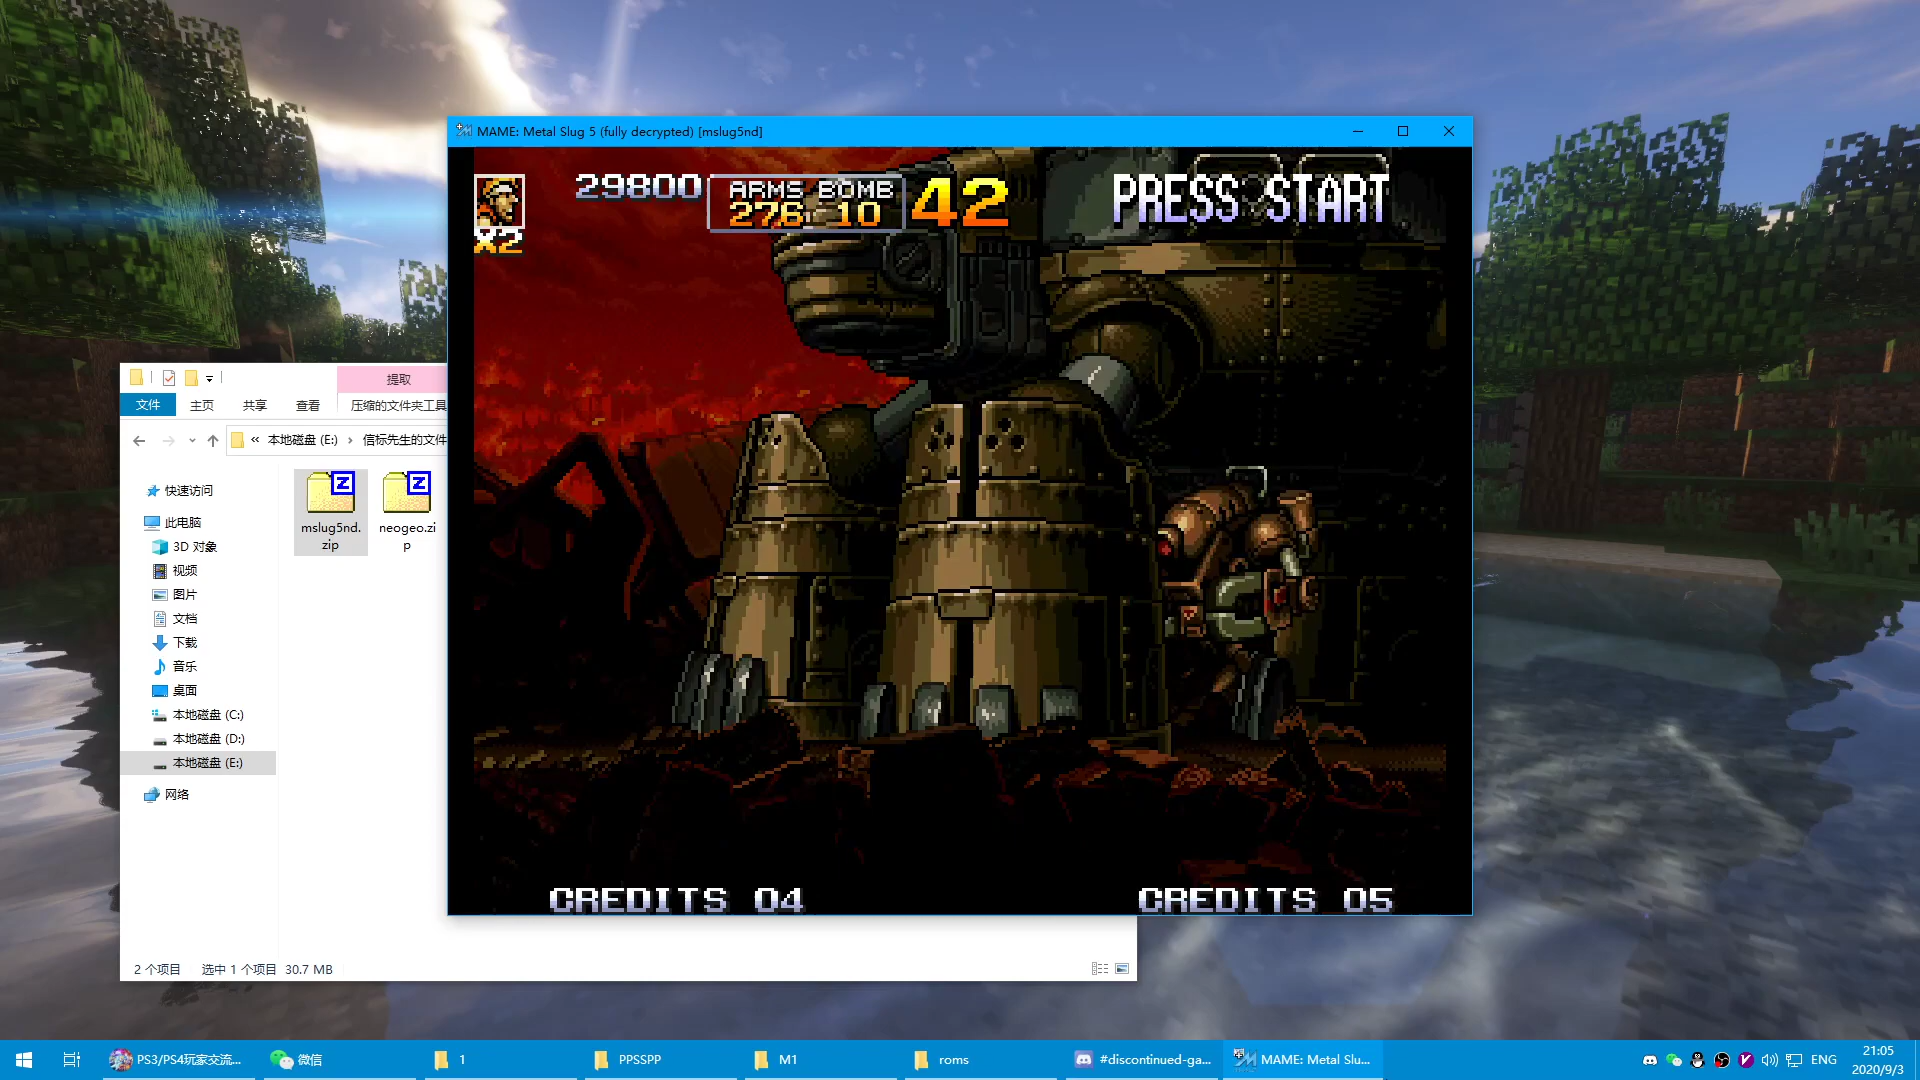 MAME: Metal Slug 5 (fully decrypted) [mslug5nd]
29800
ARMS BOMB
276 10
42
PRESS START
X2
CREDITS 04
CREDITS 05
提取
文件
主页
共享
查看
压缩的文件夹工具
« 本地磁盘 (E:) › 信标先生的文件
快速访问
此电脑
3D 对象
视频
图片
文档
下载
音乐
桌面
本地磁盘 (C:)
本地磁盘 (D:)
本地磁盘 (E:)
网络
mslug5nd.
zip
neogeo.zi
p
2 个项目
选中 1 个项目 30.7 MB
PS3/PS4玩家交流...
微信
1
PPSSPP
M1
roms
#discontinued-ga...
MAME: Metal Slu...
ENG
21:05
2020/9/3